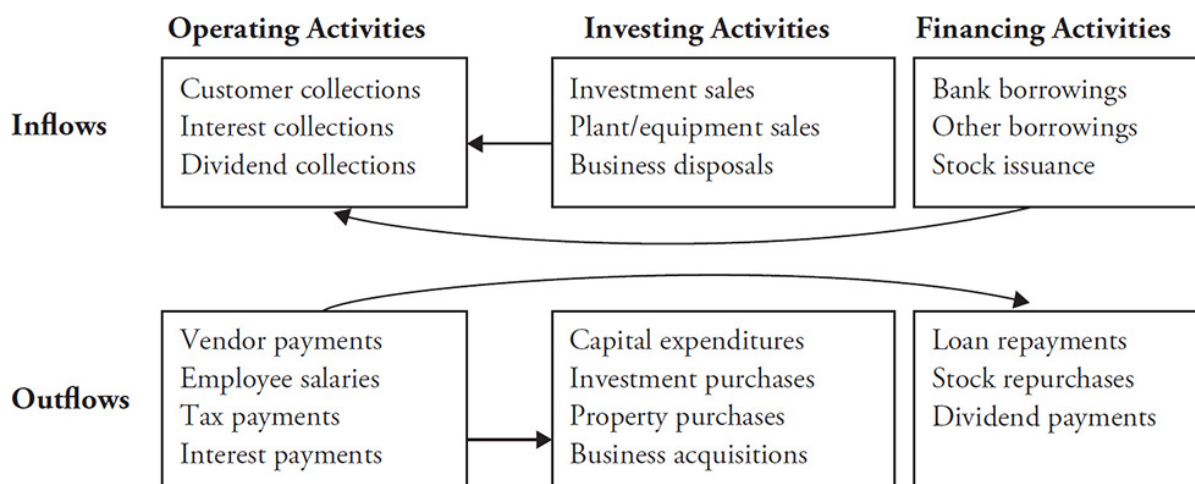 Operating Activities
Investing Activities
Financing Activities
Inflows
Customer collections
Interest collections
Dividend collections
Investment sales
Plant/equipment sales
Business disposals
Bank borrowings
Other borrowings
Stock issuance
Outflows
Vendor payments
Employee salaries
Tax payments
Interest payments
Capital expenditures
Investment purchases
Property purchases
Business acquisitions
Loan repayments
Stock repurchases
Dividend payments